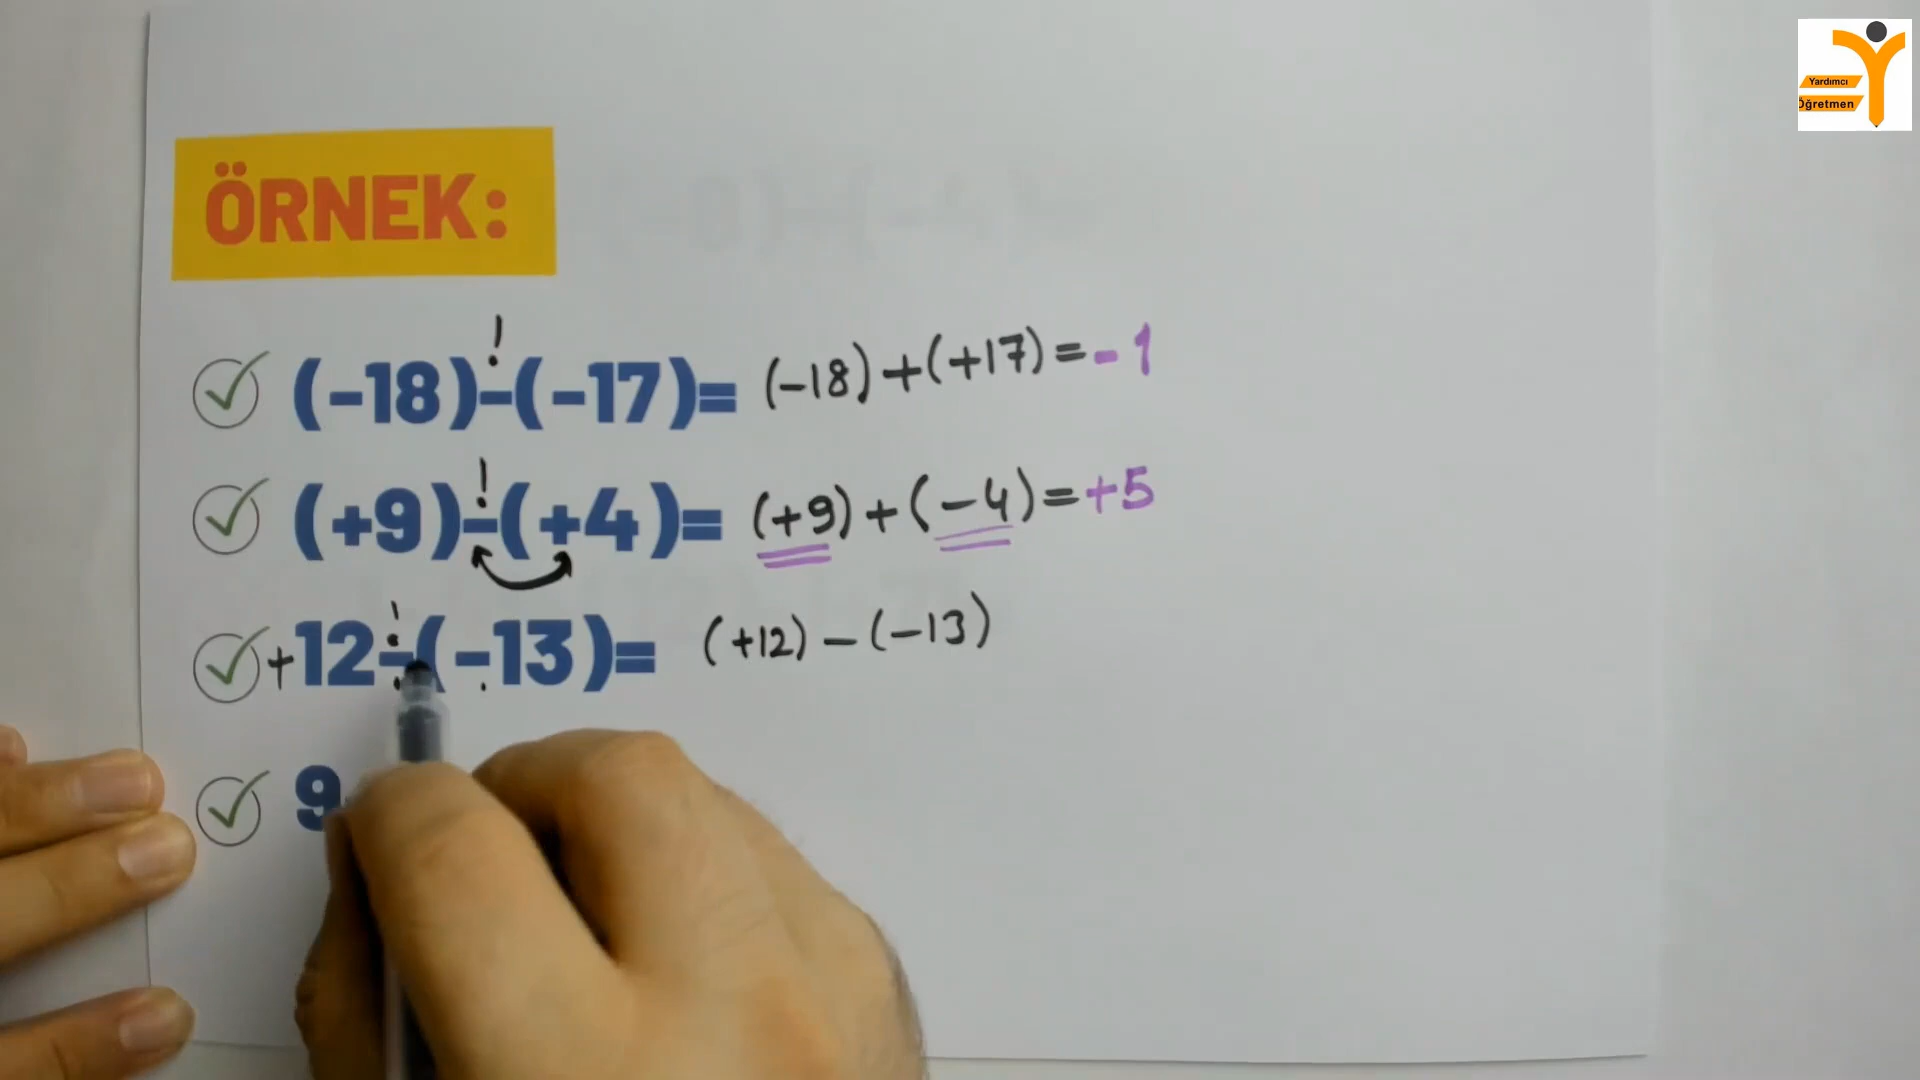 Yardımcı
Öğretmen
ÖRNEK:
(-18)-(-17)= (-18)+(+17)=-1
!
(+9)-(+4)= (+9)+(-4)=+5
!
+12-(-13)= (+12)-(-13)
9